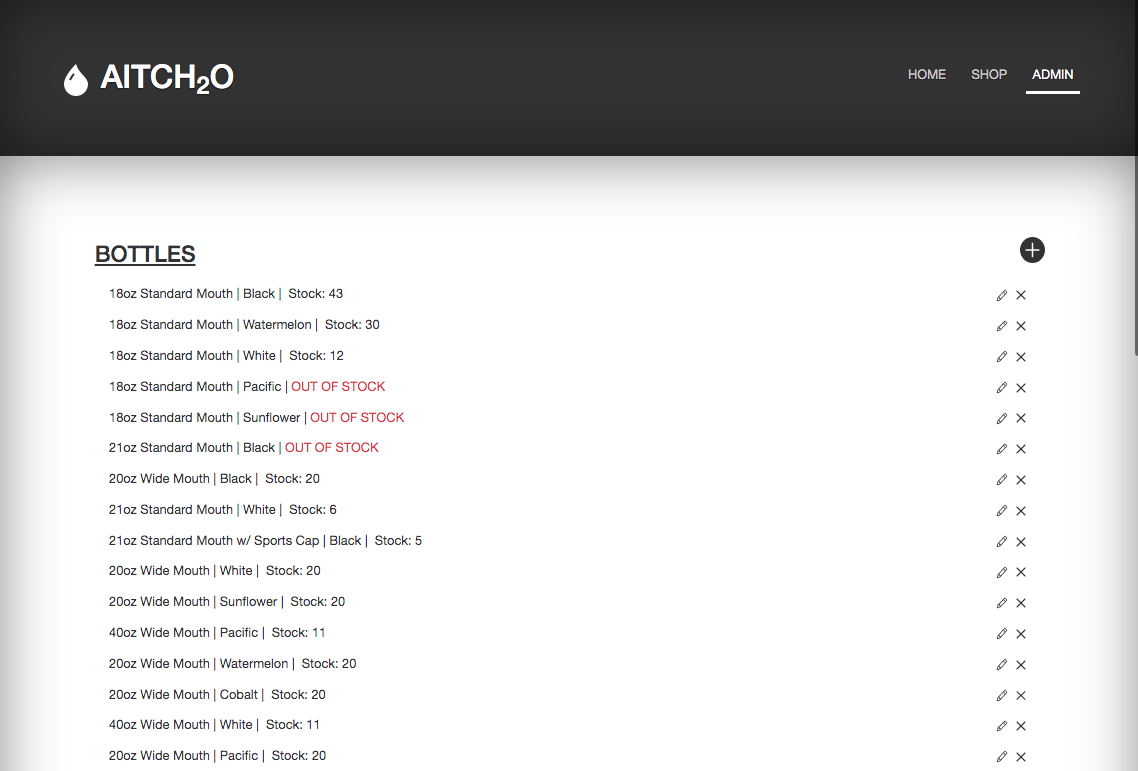 AITCH2O
HOME SHOP ADMIN
BOTTLES
18oz Standard Mouth | Black | Stock: 43
18oz Standard Mouth | Watermelon | Stock: 30
18oz Standard Mouth | White | Stock: 12
18oz Standard Mouth | Pacific | OUT OF STOCK
18oz Standard Mouth | Sunflower | OUT OF STOCK
21oz Standard Mouth | Black | OUT OF STOCK
20oz Wide Mouth | Black | Stock: 20
21oz Standard Mouth | White | Stock: 6
21oz Standard Mouth w/ Sports Cap | Black | Stock: 5
20oz Wide Mouth | White | Stock: 20
20oz Wide Mouth | Sunflower | Stock: 20
40oz Wide Mouth | Pacific | Stock: 11
20oz Wide Mouth | Watermelon | Stock: 20
20oz Wide Mouth | Cobalt | Stock: 20
40oz Wide Mouth | White | Stock: 11
20oz Wide Mouth | Pacific | Stock: 20